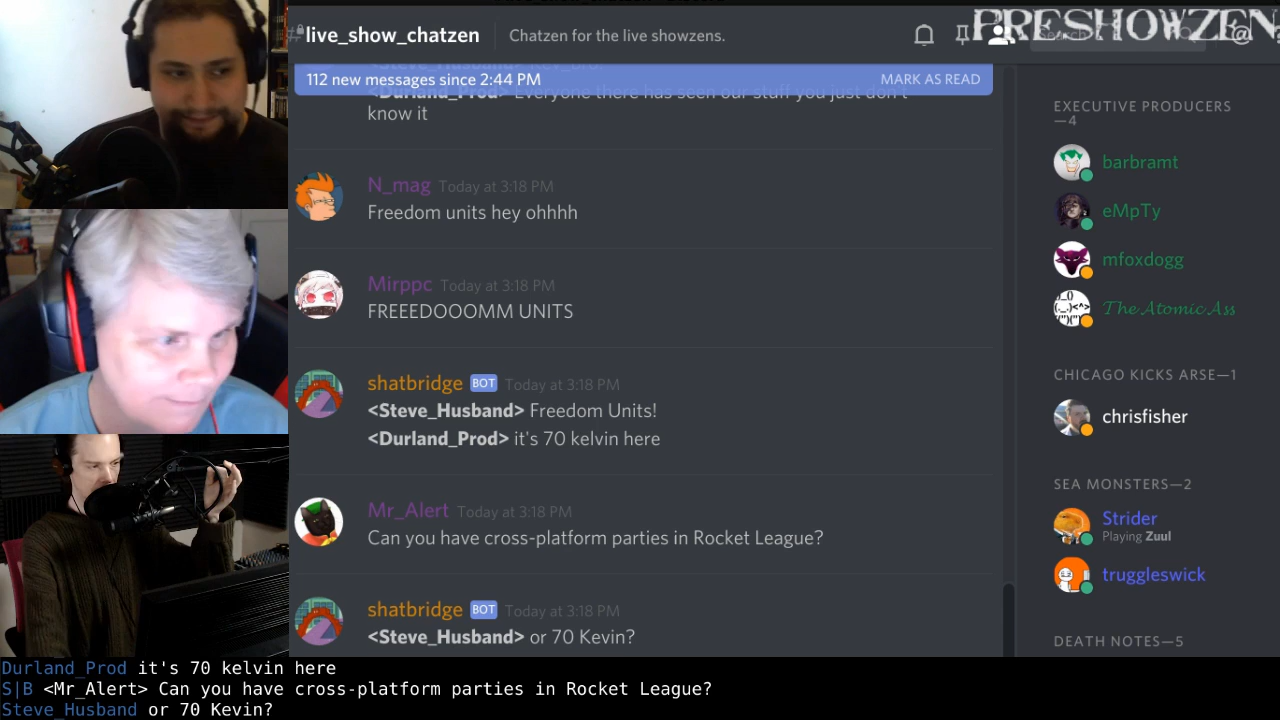 PRESHOWZEN
live_show_chatzen
Chatzen for the live showzens.
Search
112 new messages since 2:44 PM
MARK AS READ
<Durland_Prod> Everyone there has seen our stuff you just don't
know it
N_mag Today at 3:18 PM
Freedom units hey ohhhh
Mirppc Today at 3:18 PM
FREEEDOOOMM UNITS
shatbridge BOT Today at 3:18 PM
<Steve_Husband> Freedom Units!
<Durland_Prod> it's 70 kelvin here
Mr_Alert Today at 3:18 PM
Can you have cross-platform parties in Rocket League?
shatbridge BOT Today at 3:18 PM
<Steve_Husband> or 70 Kevin?
EXECUTIVE PRODUCERS
—4
barbramt
eMpTy
mfoxdogg
The Atomic Ass
CHICAGO KICKS ARSE—1
chrisfisher
SEA MONSTERS—2
Strider
Playing Zuul
truggleswick
DEATH NOTES—5
Durland_Prod it's 70 kelvin here
S|B <Mr_Alert> Can you have cross-platform parties in Rocket League?
Steve_Husband or 70 Kevin?